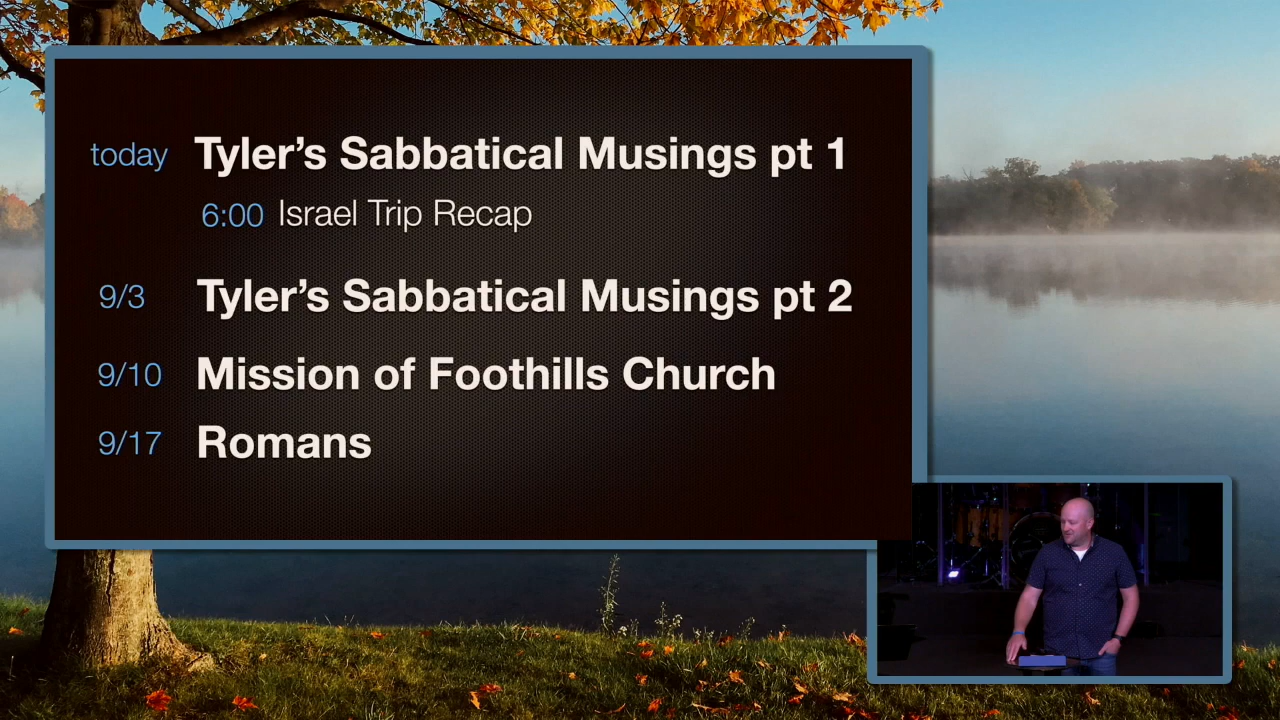 today Tyler’s Sabbatical Musings pt 1
6:00 Israel Trip Recap
9/3 Tyler’s Sabbatical Musings pt 2
9/10 Mission of Foothills Church
9/17 Romans